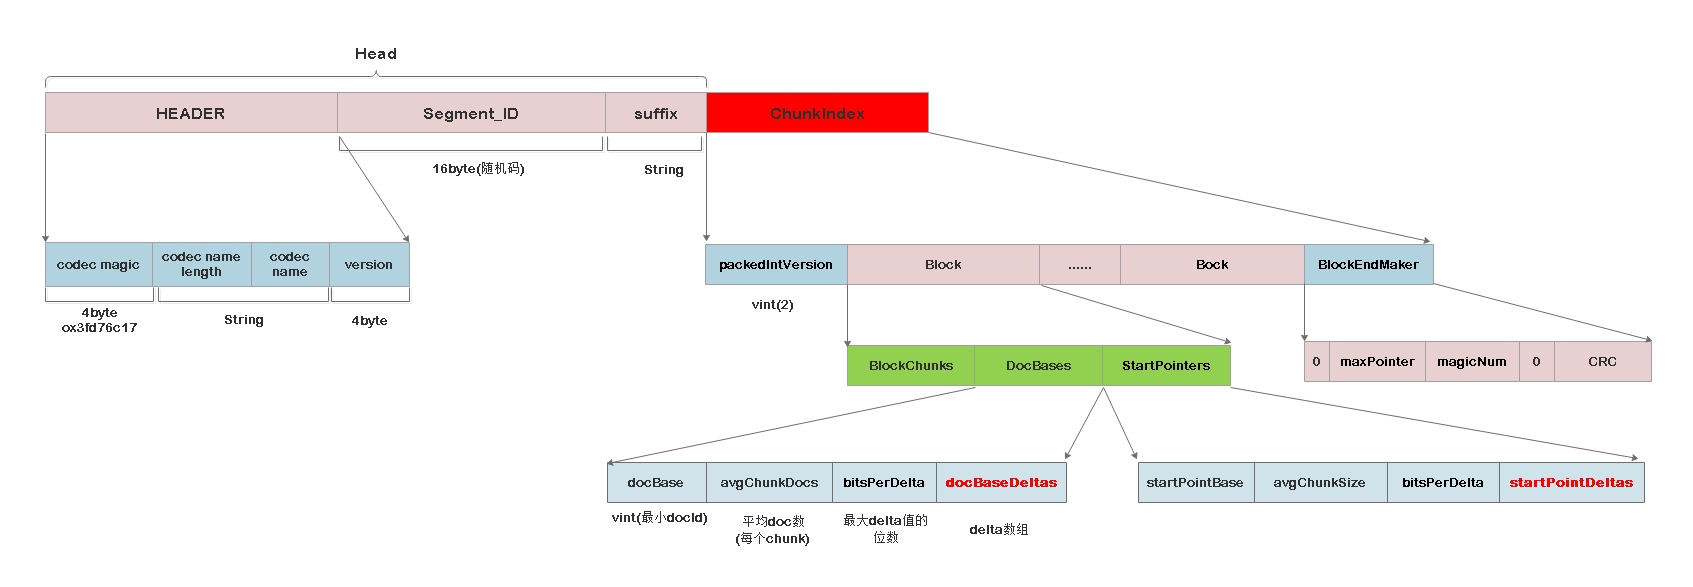 Head
HEADER
Segment_ID
suffix
ChunkIndex
16byte(随机码)
String
codec magic
codec name
length
codec
name
version
4byte
ox3fd76c17
String
4byte
packedIntVersion
Block
......
Bock
BlockEndMaker
vint(2)
BlockChunks
DocBases
StartPointers
0
maxPointer
magicNum
0
CRC
docBase
avgChunkDocs
bitsPerDelta
docBaseDeltas
startPointBase
avgChunkSize
bitsPerDelta
startPointDeltas
vint(最小docId)
平均doc数
(每个chunk)
最大delta值的
位数
delta数组